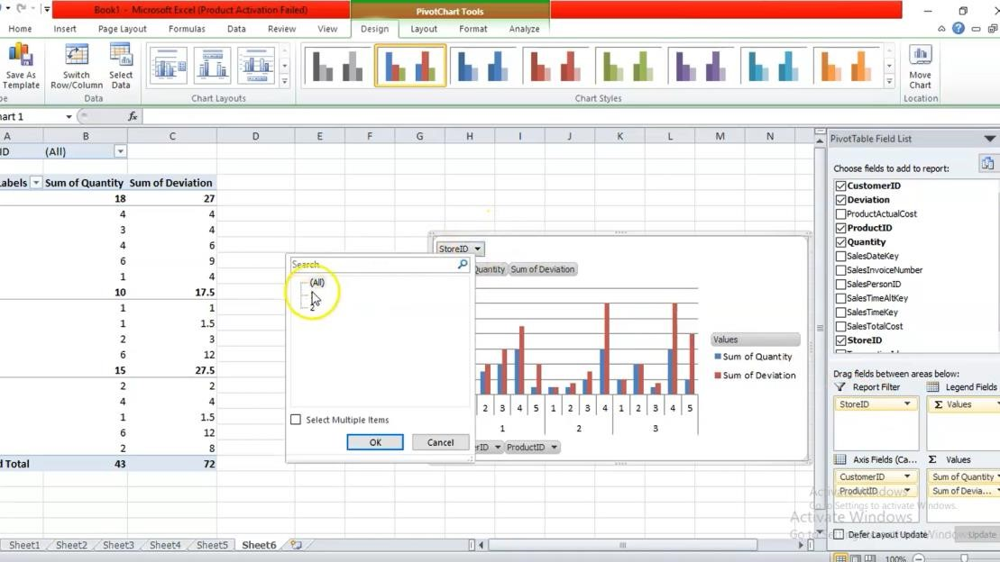 Book1 - Microsoft Excel (Product Activation Failed)
PivotChart Tools
Home Insert Page Layout Formulas Data Review View Design Layout Format Analyze
Save As Template
Switch Row/Column
Select Data
Move Chart
Data
Chart Layouts
Chart Styles
Location
art 1
fx
A B C D E F G H I J K L M N
ID (All)
Labels Sum of Quantity Sum of Deviation
18 27
4 4
3 4
4 6
6 9
1 4
10 17.5
1 1
1 1.5
2 3
6 12
15 27.5
2 2
4 4
1 1.5
6 12
2 8
d Total 43 72
StoreID
Search
(All)
2
Select Multiple Items
OK Cancel
Quantity Sum of Deviation
Values
Sum of Quantity
Sum of Deviation
2 3 4 5 1 2 3 4 1 2 3 4 5
1 2 3
rID ProductID
PivotTable Field List
Choose fields to add to report:
CustomerID
Deviation
ProductActualCost
ProductID
Quantity
SalesDateKey
SalesInvoiceNumber
SalesPersonID
SalesTimeAltKey
SalesTimeKey
SalesTotalCost
StoreID
Drag fields between areas below:
Report Filter Legend Fields
StoreID Σ Values
Axis Fields (Ca... Σ Values
CustomerID Sum of Quantity
ProductID Sum of Devia...
Activate Windows
Go to Settings to activate Windows.
Activate Windows
Defer Layout Update Update
Sheet1 Sheet2 Sheet3 Sheet4 Sheet5 Sheet6
100%